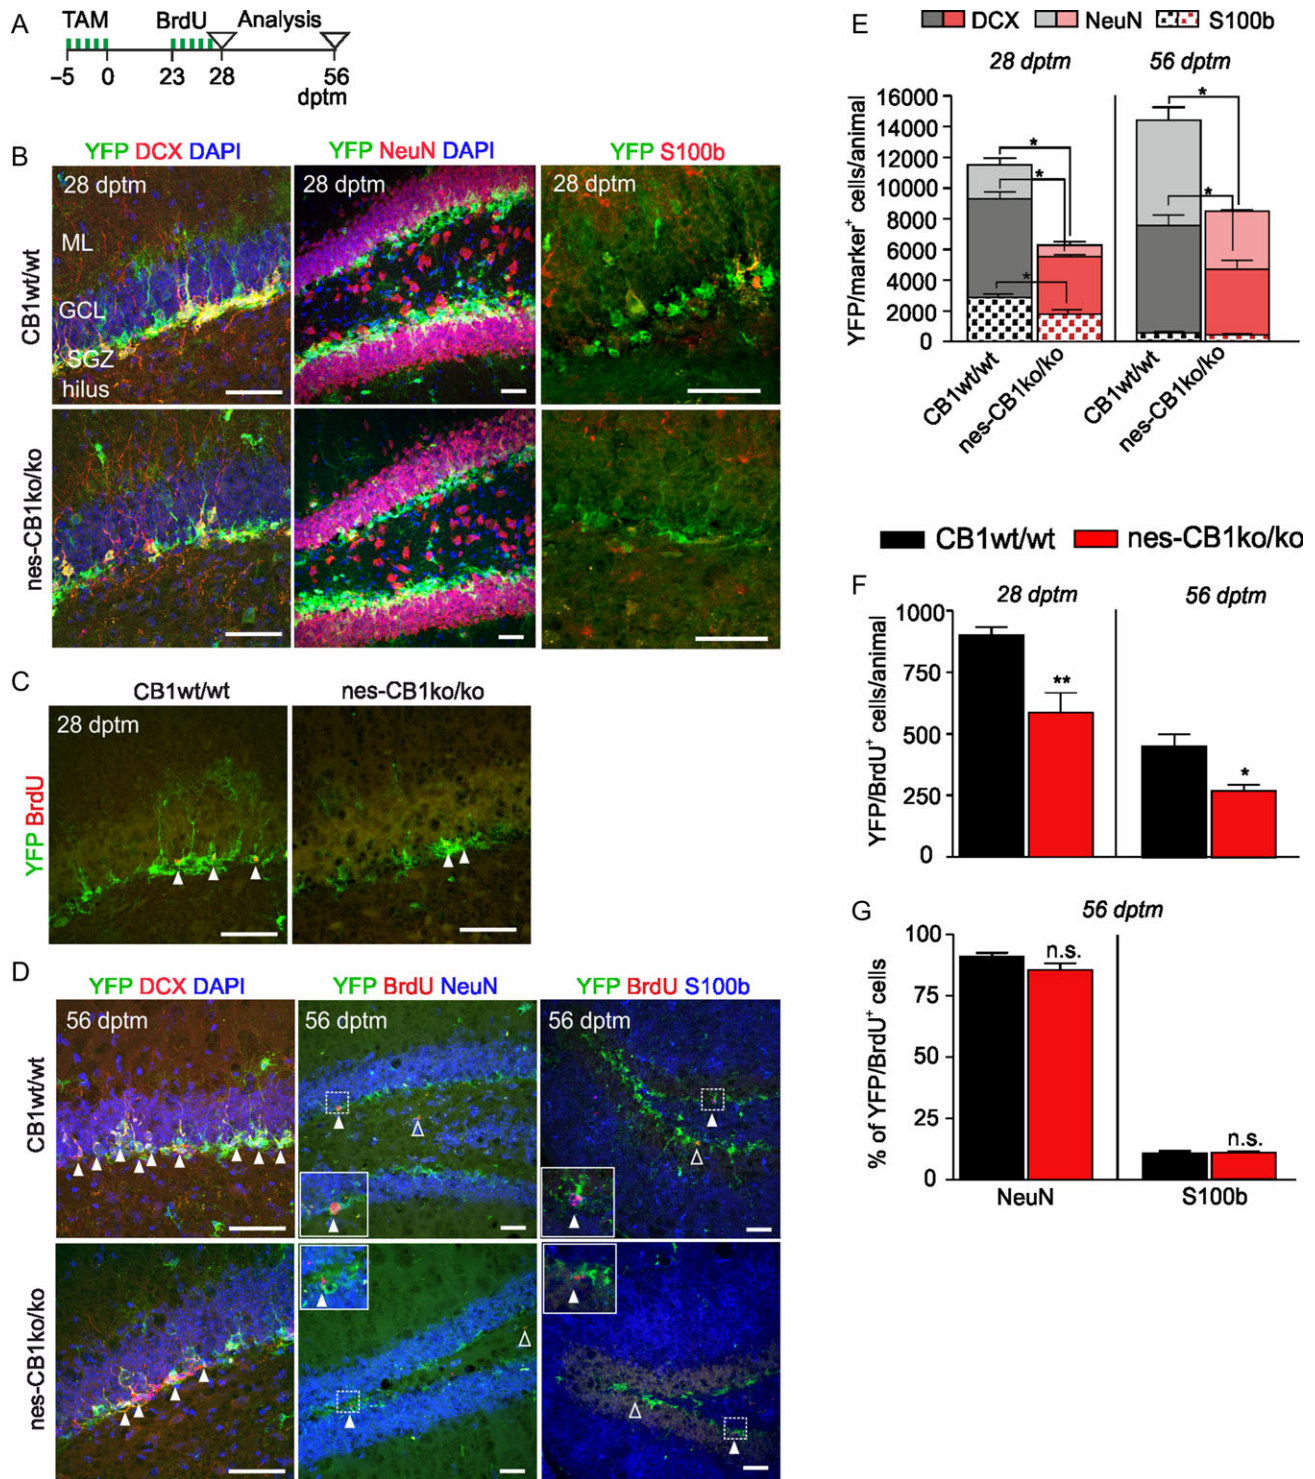 A
TAM BrdU Analysis
–5 0 23 28 56
dptm
B
YFP DCX DAPI YFP NeuN DAPI YFP S100b
28 dptm 28 dptm 28 dptm
ML
GCL
SGZ
hilus
CB1wt/wt
nes-CB1ko/ko
C
CB1wt/wt nes-CB1ko/ko
28 dptm
YFP BrdU
D
YFP DCX DAPI YFP BrdU NeuN YFP BrdU S100b
56 dptm 56 dptm 56 dptm
CB1wt/wt
nes-CB1ko/ko
E
DCX NeuN S100b
28 dptm 56 dptm
YFP/marker⁺ cells/animal
16000
14000
12000
10000
8000
6000
4000
2000
0
* * * * *
CB1wt/wt nes-CB1ko/ko CB1wt/wt nes-CB1ko/ko
CB1wt/wt nes-CB1ko/ko
F
28 dptm 56 dptm
YFP/BrdU⁺ cells/animal
1000
750
500
250
0
** *
G
56 dptm
% of YFP/BrdU⁺ cells
100
75
50
25
0
n.s. n.s.
NeuN S100b